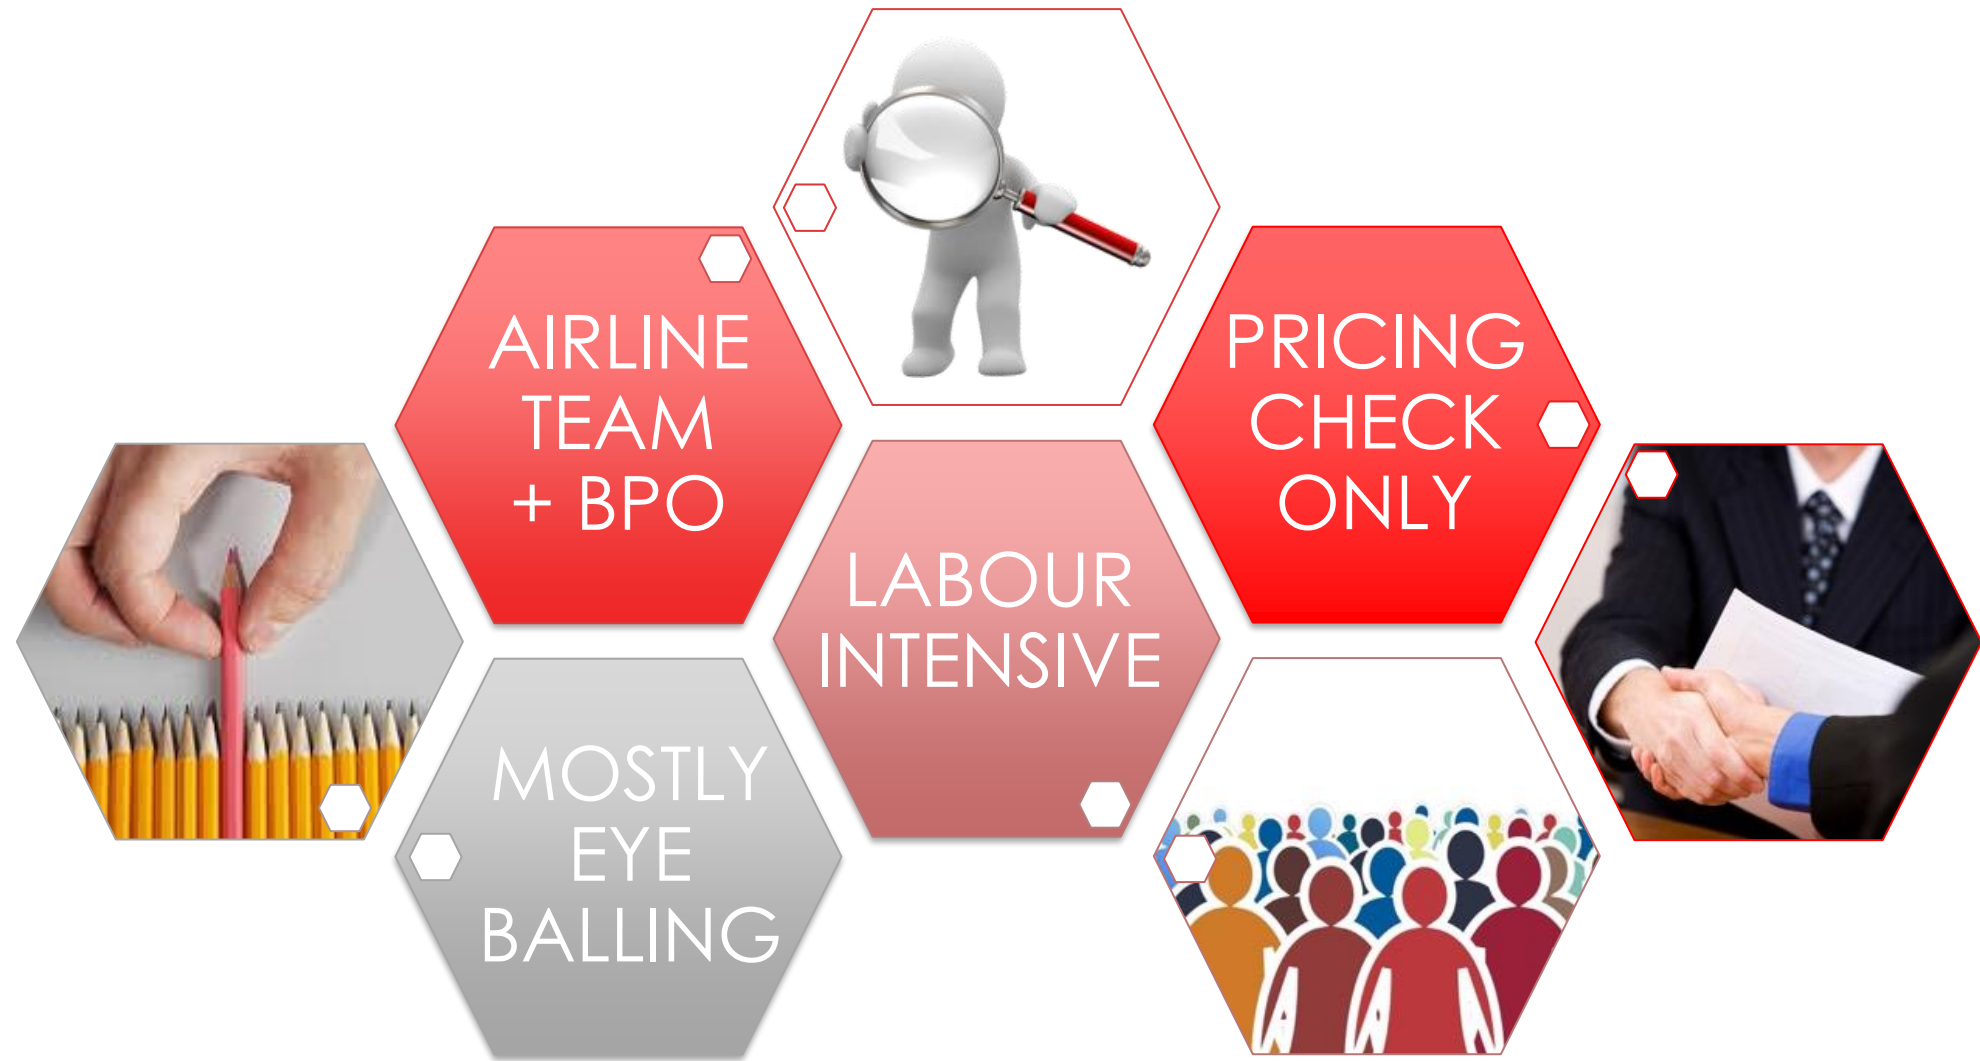 AIRLINE
TEAM
+ BPO
PRICING
CHECK
ONLY
LABOUR
INTENSIVE
MOSTLY
EYE
BALLING